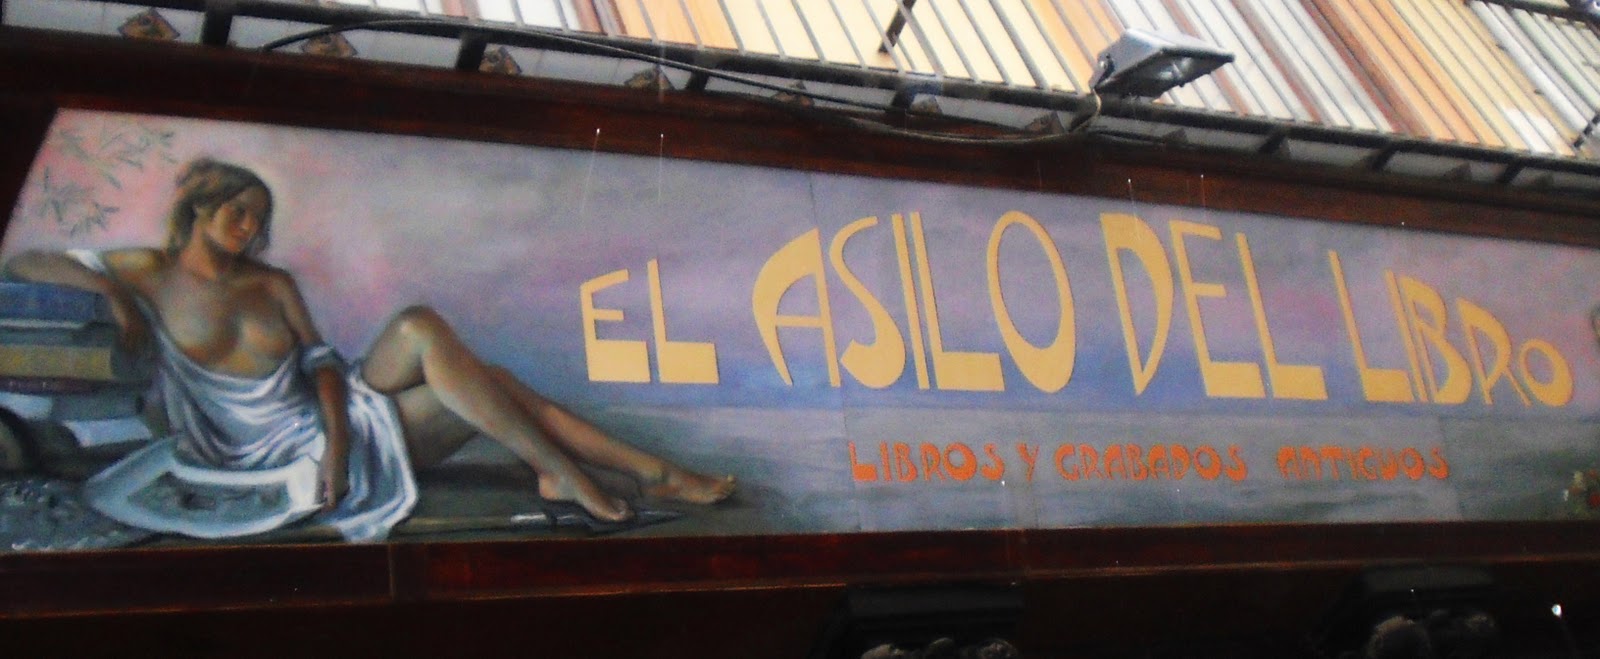 EL ASILO DEL LIBRO
LIBROS Y GRABADOS ANTIGUOS